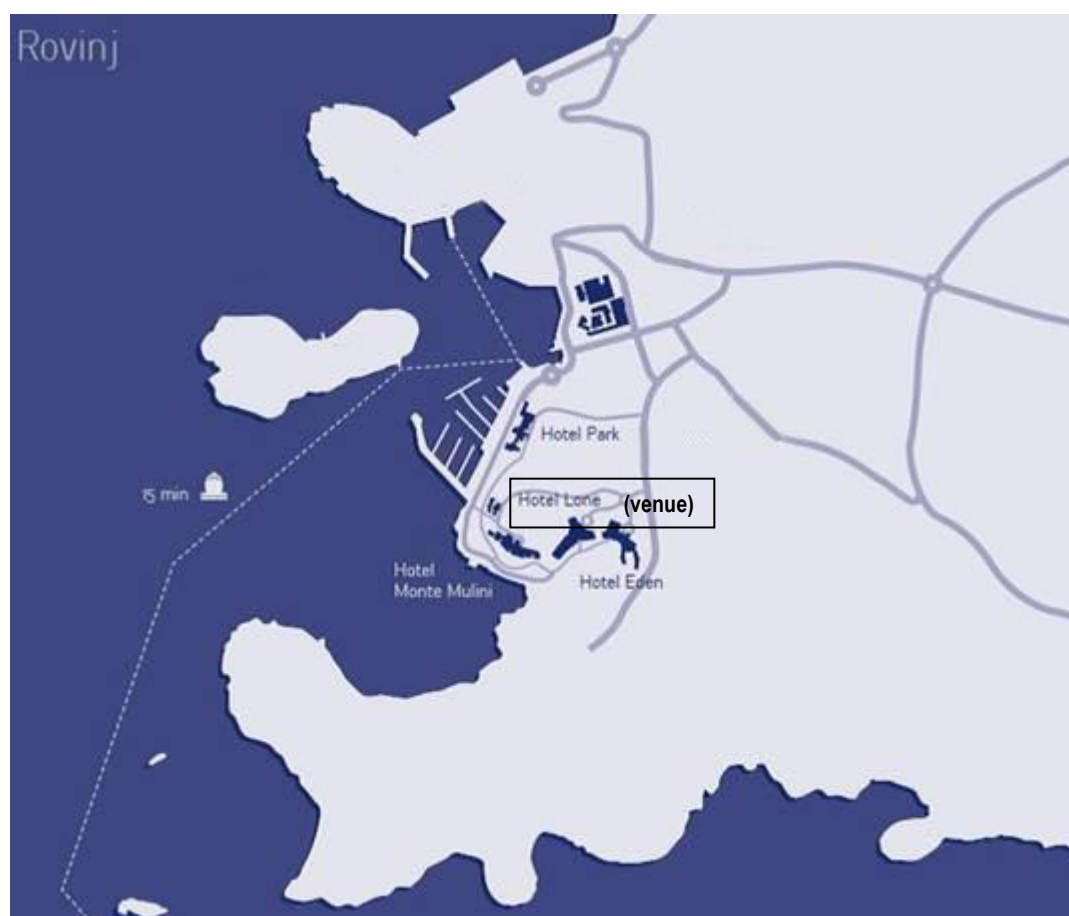 Rovinj
Hotel Park
15 min
Hotel Lone (venue)
Hotel
Monte Mulini
Hotel Eden